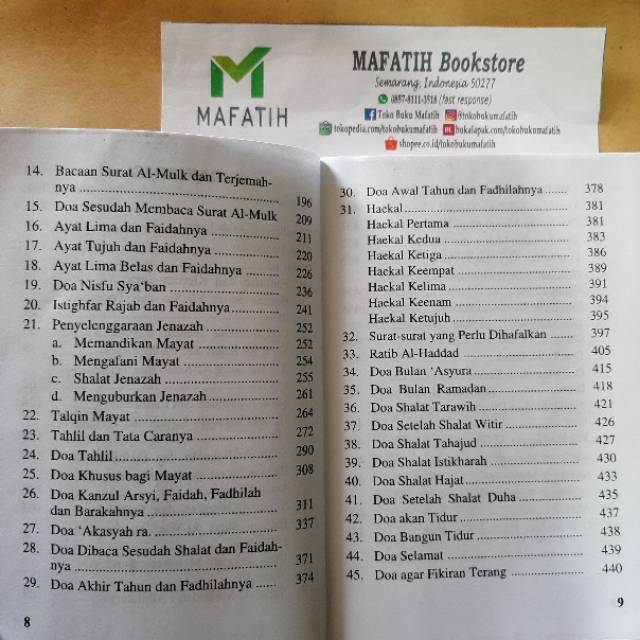 MAFATIH
MAFATIH Bookstore
Semarang, Indonesia 50277
0857-8111-3518 (fast response)
Toko Buku Mafatih @tokobukumafatih
tokopedia.com/tokobukumafatih BL bukalapak.com/tokobukumafatih
shopee.co.id/tokobukumafatih
14. Bacaan Surat Al-Mulk dan Terjemah-
nya ..... 196
15. Doa Sesudah Membaca Surat Al-Mulk 209
16. Ayat Lima dan Faidahnya ..... 211
17. Ayat Tujuh dan Faidahnya ..... 220
18. Ayat Lima Belas dan Faidahnya ..... 226
19. Doa Nisfu Sya‘ban ..... 236
20. Istighfar Rajab dan Faidahnya..... 241
21. Penyelenggaraan Jenazah ..... 252
a. Memandikan Mayat ..... 252
b. Mengafani Mayat ..... 254
c. Shalat Jenazah ..... 255
d. Menguburkan Jenazah..... 261
22. Talqin Mayat ..... 264
23. Tahlil dan Tata Caranya ..... 272
24. Doa Tahlil..... 290
25. Doa Khusus bagi Mayat ..... 308
26. Doa Kanzul Arsyi, Faidah, Fadhilah
dan Barakahnya ..... 311
27. Doa ‘Akasyah ra. ..... 337
28. Doa Dibaca Sesudah Shalat dan Faidah-
nya ..... 371
29. Doa Akhir Tahun dan Fadhilahnya ..... 374
8
30. Doa Awal Tahun dan Fadhilahnya ..... 378
31. Haekal..... 381
Haekal Pertama ..... 381
Haekal Kedua ..... 383
Haekal Ketiga ..... 386
Haekal Keempat ..... 389
Haekal Kelima ..... 391
Haekal Keenam ..... 394
Haekal Ketujuh ..... 395
32. Surat-surat yang Perlu Dihafalkan ..... 397
33. Ratib Al-Haddad ..... 405
34. Doa Bulan ‘Asyura ..... 415
35. Doa Bulan Ramadan..... 418
36. Doa Shalat Tarawih ..... 421
37. Doa Setelah Shalat Witir ..... 426
38. Doa Shalat Tahajud ..... 427
39. Doa Shalat Istikharah ..... 430
40. Doa Shalat Hajat..... 433
41. Doa Setelah Shalat Duha ..... 435
42. Doa akan Tidur ..... 437
43. Doa Bangun Tidur ..... 438
44. Doa Selamat ..... 439
45. Doa agar Fikiran Terang ..... 440
9